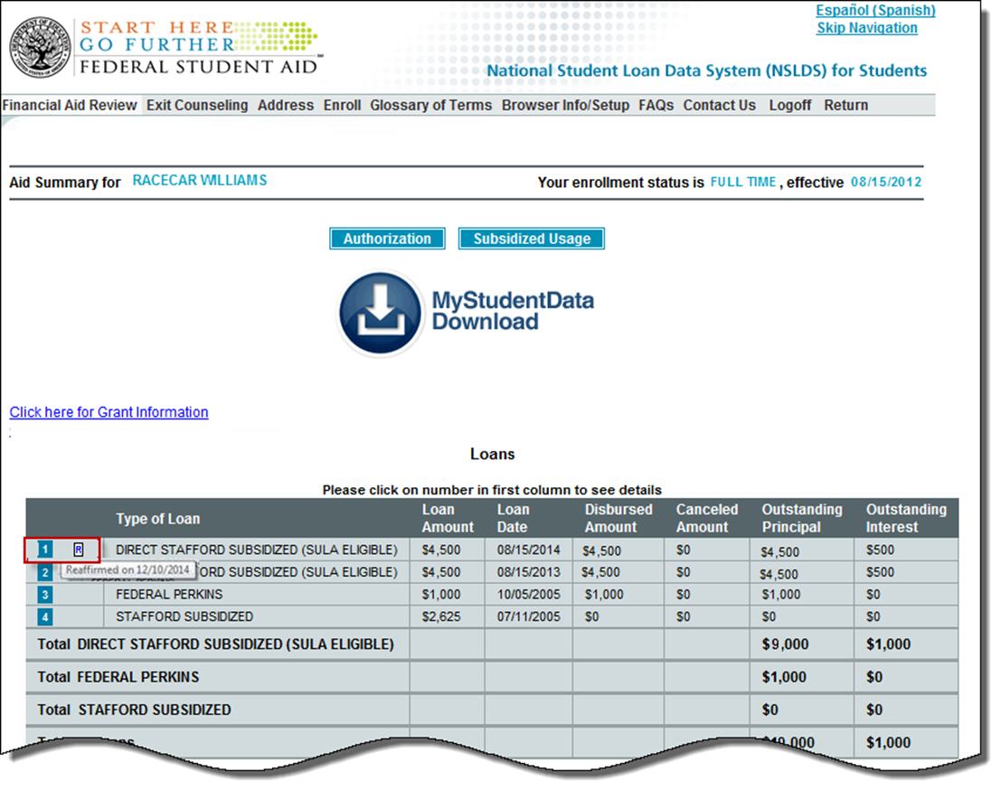 Español (Spanish)
Skip Navigation
START HERE
GO FURTHER
FEDERAL STUDENT AID
National Student Loan Data System (NSLDS) for Students
Financial Aid Review Exit Counseling Address Enroll Glossary of Terms Browser Info/Setup FAQs Contact Us Logoff Return
Aid Summary for RACECAR WILLIAMS Your enrollment status is FULL TIME , effective 08/15/2012
Authorization Subsidized Usage
MyStudentData
Download
Click here for Grant Information
Loans
Please click on number in first column to see details
Type of Loan Loan Amount Loan Date Disbursed Amount Canceled Amount Outstanding Principal Outstanding Interest
1 R DIRECT STAFFORD SUBSIDIZED (SULA ELIGIBLE) $4,500 08/15/2014 $4,500 $0 $4,500 $500
Reaffirmed on 12/10/2014
2 ORD SUBSIDIZED (SULA ELIGIBLE) $4,500 08/15/2013 $4,500 $0 $4,500 $500
3 FEDERAL PERKINS $1,000 10/05/2005 $1,000 $0 $1,000 $0
4 STAFFORD SUBSIDIZED $2,625 07/11/2005 $0 $0 $0 $0
Total DIRECT STAFFORD SUBSIDIZED (SULA ELIGIBLE) $9,000 $1,000
Total FEDERAL PERKINS $1,000 $0
Total STAFFORD SUBSIDIZED $0 $0
$1,000